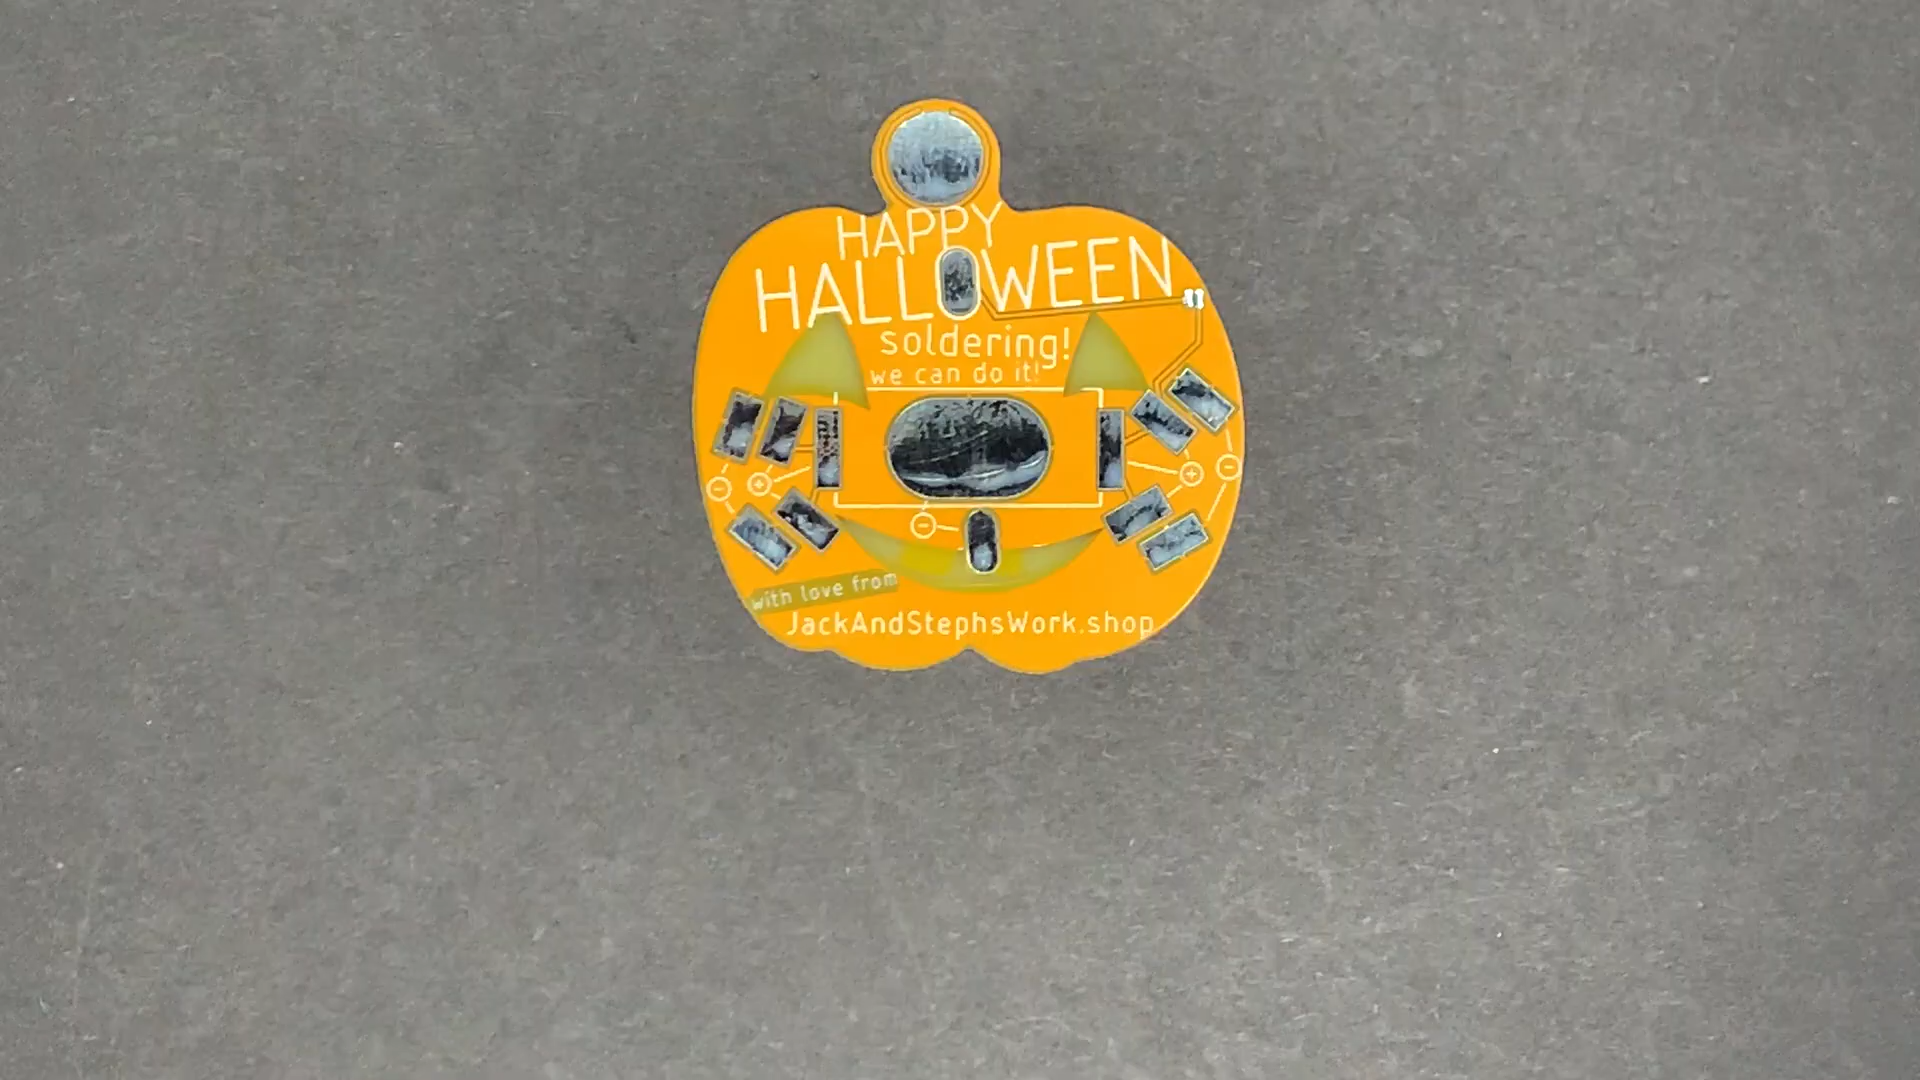 HAPPY
HALLOWEEN
soldering!
we can do it!
with love from
JackAndStephsWork.shop